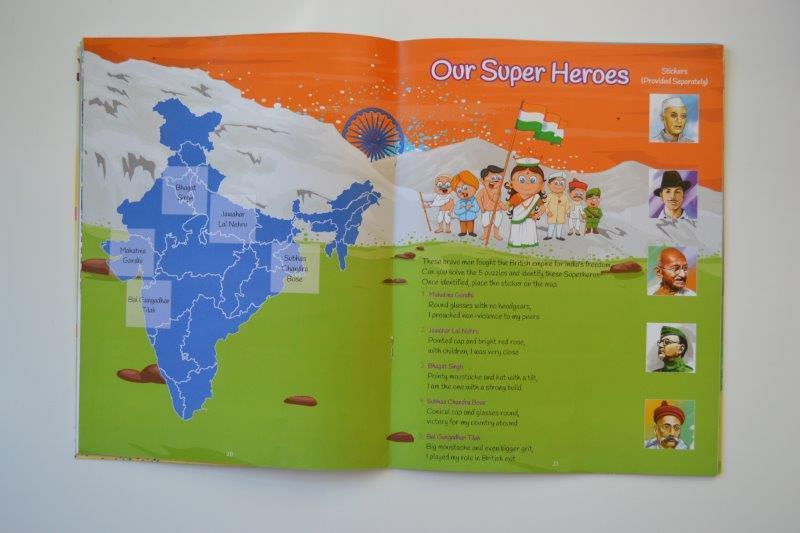 Bhagat
Singh
Jawahar
Lal Nehru
Mahatma
Gandhi
Subhas
Chandra
Bose
Bal Gangadhar
Tilak
20
Our Super Heroes
Stickers
(Provided Separately)
These brave men fought the British empire for India's freedom.
Can you solve the 5 puzzles and identify these Superheros?
Once identified, place the sticker on the map.
1. Mahatma Gandhi
Round glasses with no headgears,
I preached non-violence to my peers
2. Jawahar Lal Nehru
Pointed cap and bright red rose,
with children, I was very close
3. Bhagat Singh
Pointy moustache and hat with a tilt,
I am the one with a strong build
4. Subhas Chandra Bose
Conical cap and glasses round,
victory for my country around
5. Bal Gangadhar Tilak
Big moustache and even bigger grit,
I played my role in British exit
21